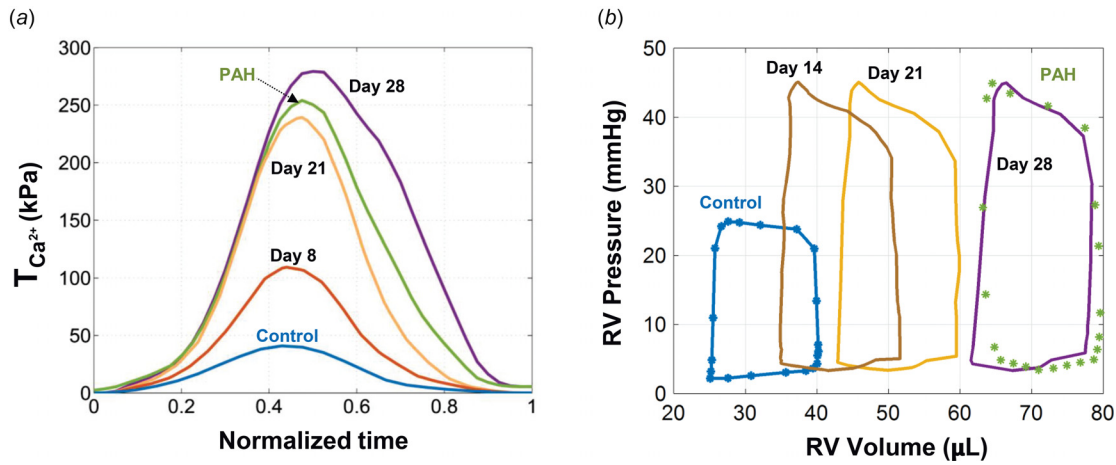 (a)
300
250
200
150
100
50
0
T Ca²⁺ (kPa)
PAH
Day 28
Day 21
Day 8
Control
0
0.2
0.4
0.6
0.8
1
Normalized time
(b)
50
40
30
20
10
0
RV Pressure (mmHg)
Day 14
Day 21
PAH
Day 28
Control
20
30
40
50
60
70
80
RV Volume (μL)